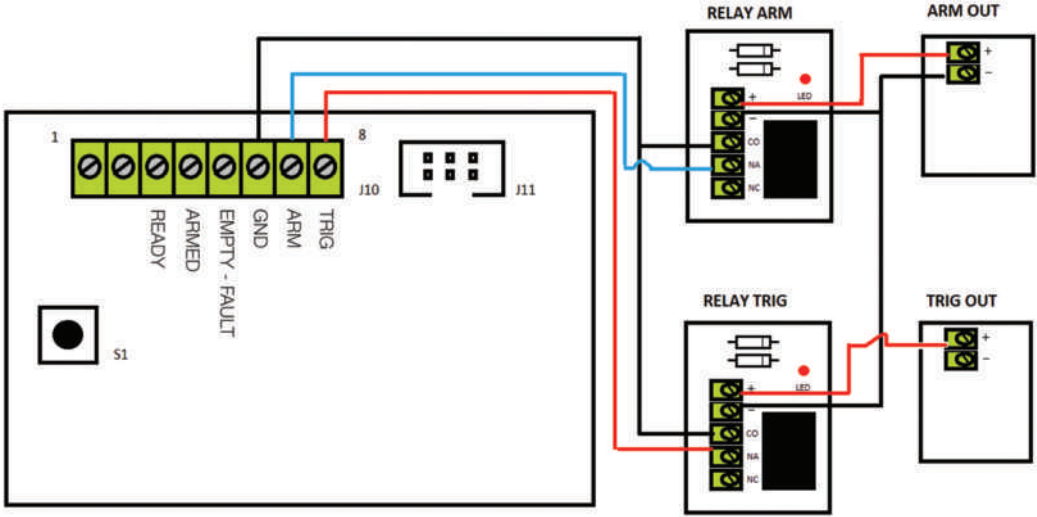 RELAY ARM
ARM OUT
+
−
LED
+
−
CO
NA
NC
1
8
J10
J11
READY
ARMED
EMPTY - FAULT
GND
ARM
TRIG
S1
RELAY TRIG
TRIG OUT
+
−
LED
+
−
CO
NA
NC